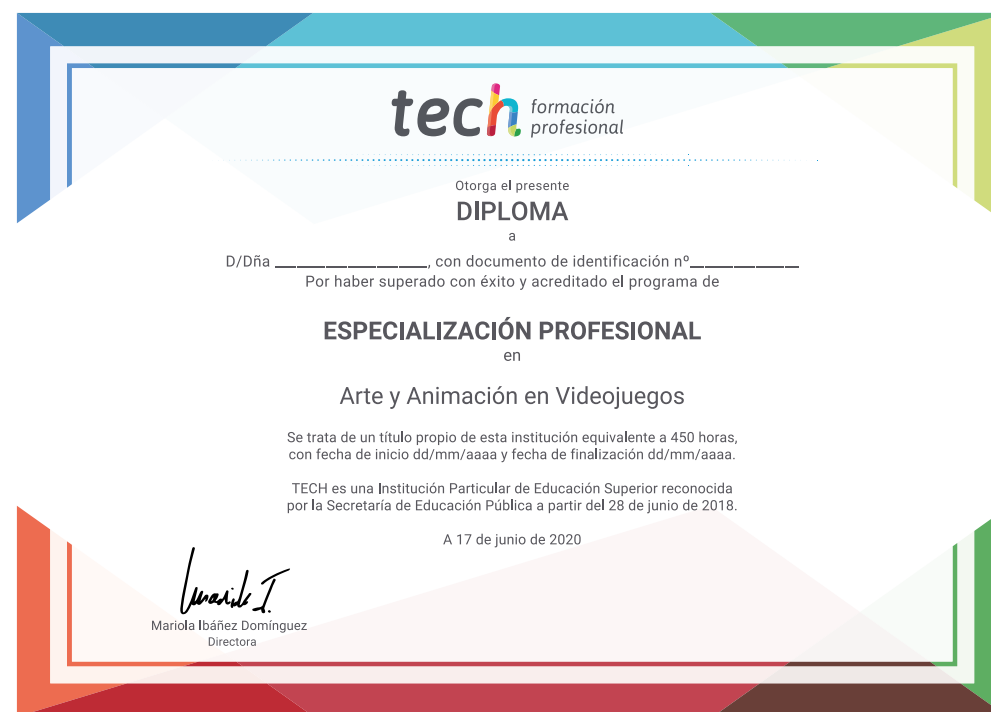 tech formación
profesional
Otorga el presente
DIPLOMA
a
D/Dña ______________, con documento de identificación nº__________
Por haber superado con éxito y acreditado el programa de
ESPECIALIZACIÓN PROFESIONAL
en
Arte y Animación en Videojuegos
Se trata de un título propio de esta institución equivalente a 450 horas,
con fecha de inicio dd/mm/aaaa y fecha de finalización dd/mm/aaaa.
TECH es una Institución Particular de Educación Superior reconocida
por la Secretaría de Educación Pública a partir del 28 de junio de 2018.
A 17 de junio de 2020
Mariola Ibáñez Domínguez
Directora